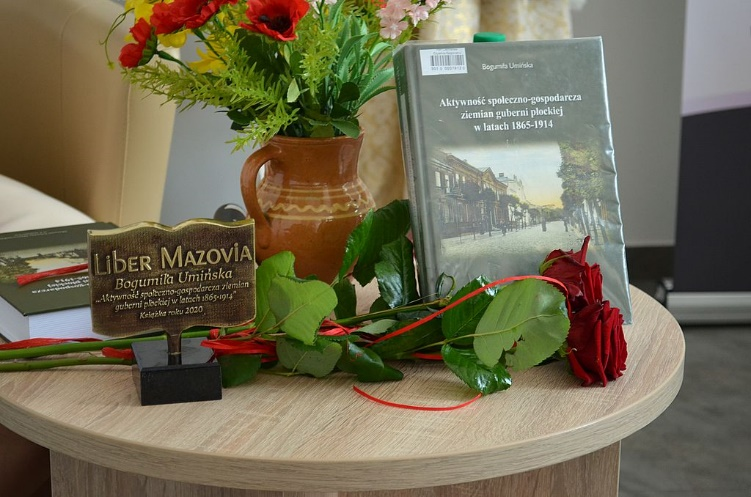 Bogumiła Umińska
Aktywność społeczno-gospodarcza
ziemian guberni płockiej
w latach 1865-1914
Liber Mazovia
Bogumiła Umińska
„Aktywność społeczno-gospodarcza
ziemian guberni płockiej w latach 1865-1914"
Książka roku 2020